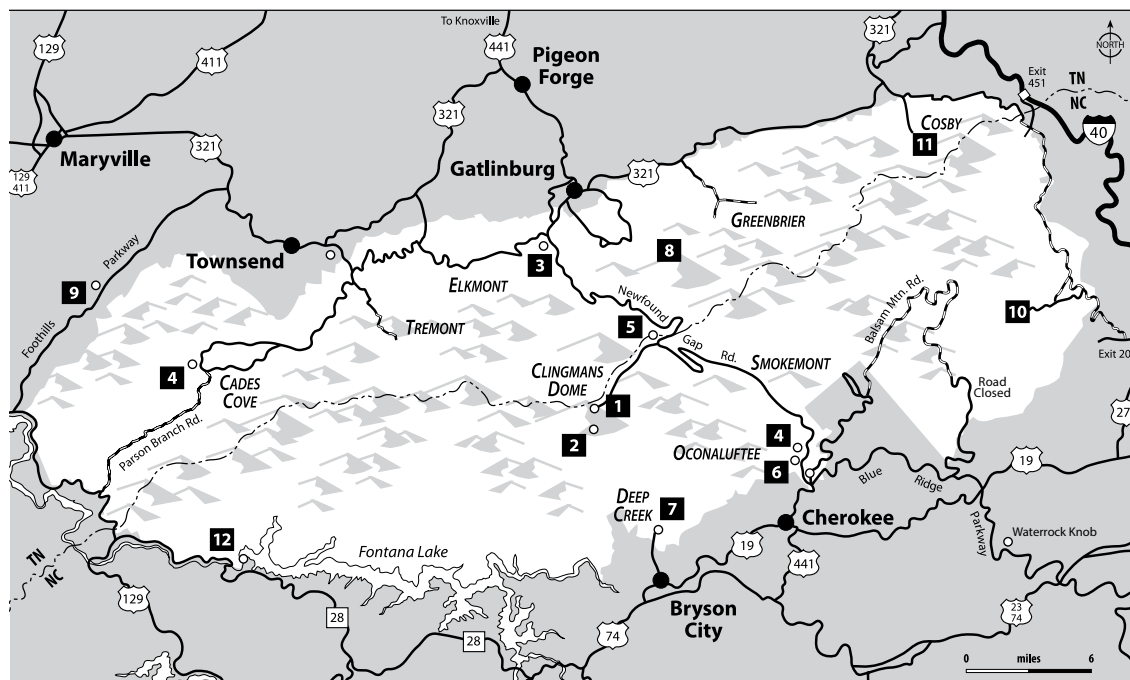 To Knoxville
129
411
441
321
NORTH
Pigeon
Forge
Exit
451
TN
NC
40
321
COSBY
11
Maryville
321
129
411
Gatlinburg
321
GREENBRIER
Townsend
Parkway
9
Foothills
3
ELKMONT
8
Newfound
Gap
Rd.
5
TREMONT
Balsam Mtn. Rd.
10
Exit 20
4
CADES
COVE
CLINGMANS
DOME
SMOKEMONT
Road
Closed
1
2
276
Parson Branch Rd.
OCONALUFTEE
4
6
19
Blue
Ridge
Parkway
DEEP
CREEK
7
Cherokee
Waterrock Knob
12
Fontana Lake
19
441
TN
NC
129
28
28
74
Bryson
City
23
74
0 miles 6